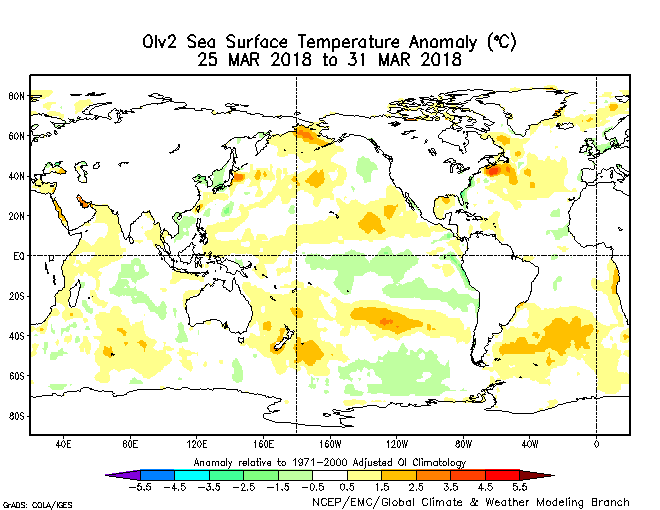 OIv2 Sea Surface Temperature Anomaly (°C)
25 MAR 2018 to 31 MAR 2018
80N
60N
40N
20N
EQ
20S
40S
60S
80S
40E 80E 120E 160E 160W 120W 80W 40W 0
Anomaly relative to 1971-2000 Adjusted OI Climatology
-5.5 -4.5 -3.5 -2.5 -1.5 -0.5 0.5 1.5 2.5 3.5 4.5 5.5
NCEP/EMC/Global Climate & Weather Modeling Branch
GrADS: COLA/IGES